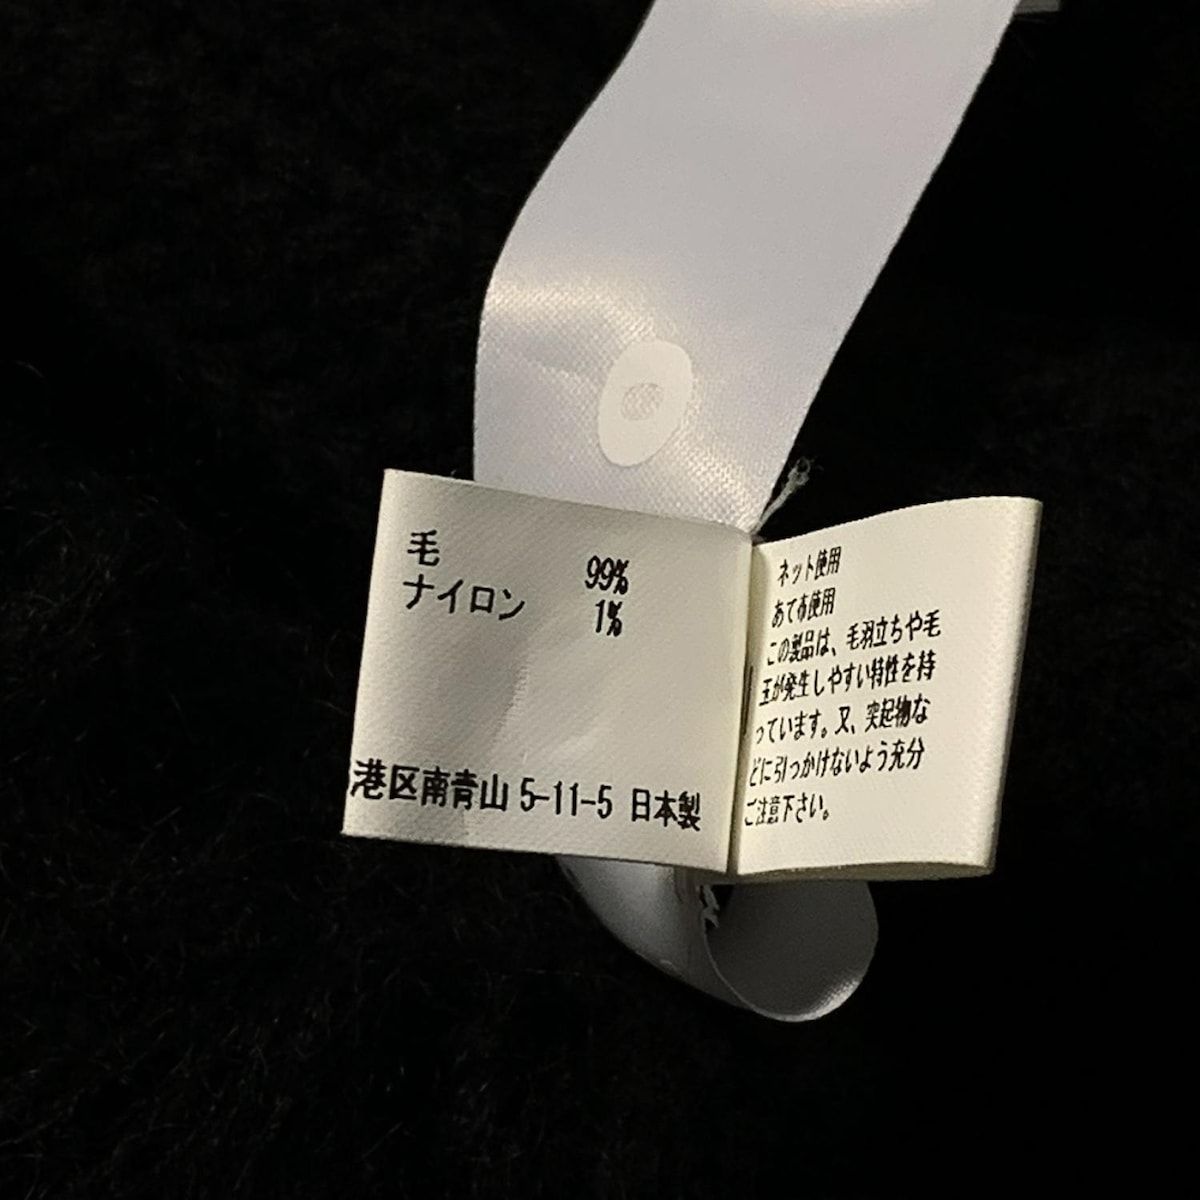 毛 99%
ナイロン 1%
港区南青山 5-11-5 日本製
ネット使用
あて布使用
この製品は、毛羽立ちや毛
玉が発生しやすい特性を持
っています。又、突起物な
どに引っかけないよう充分
ご注意下さい。